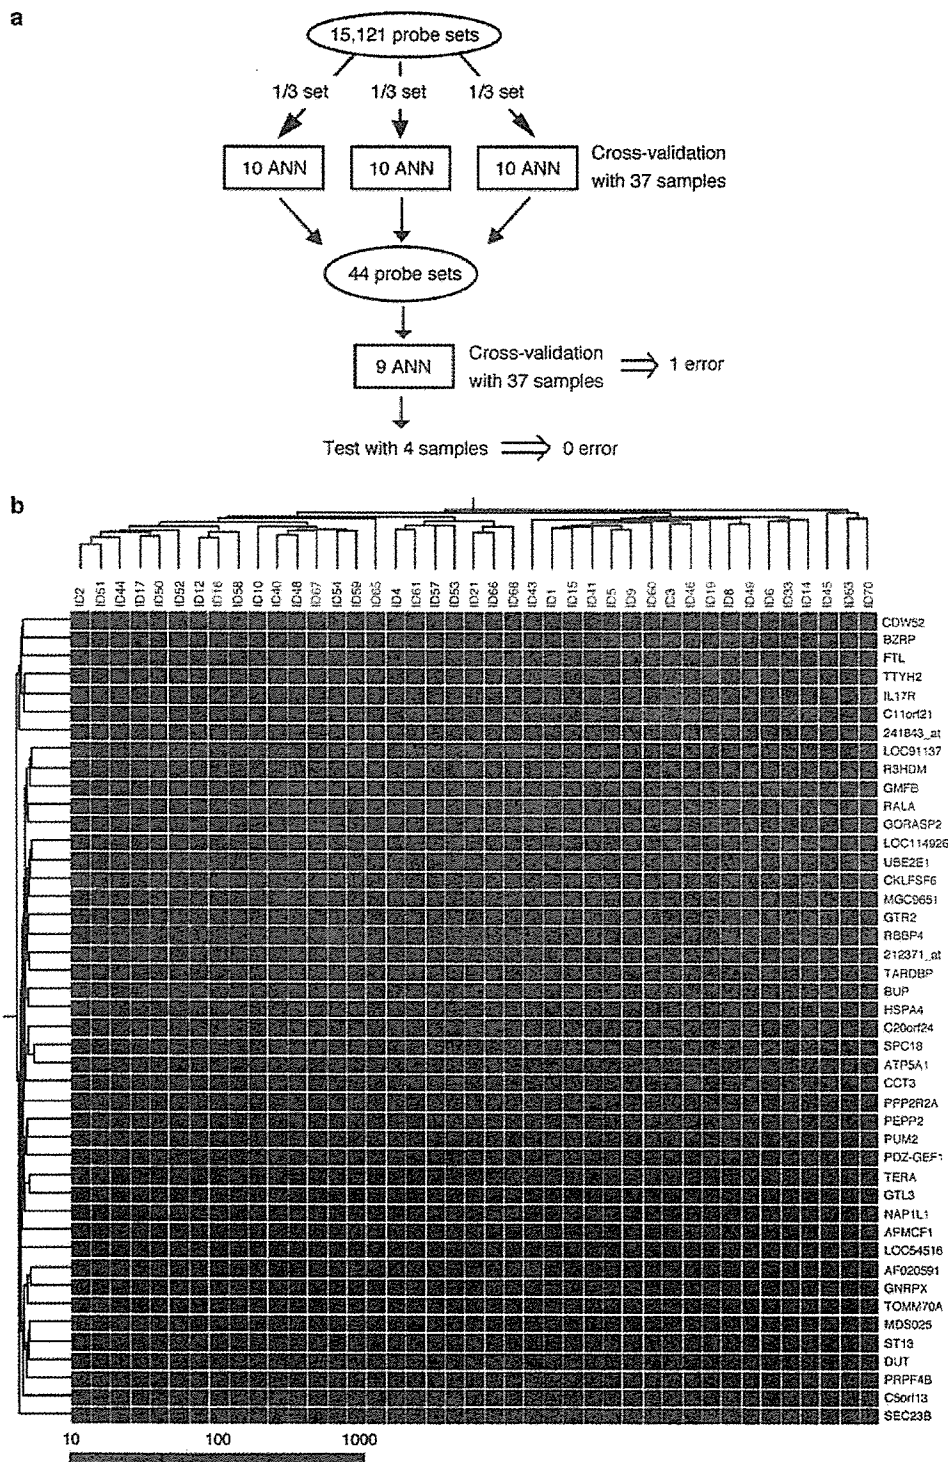 a
15,121 probe sets
1/3 set 1/3 set 1/3 set
10 ANN 10 ANN 10 ANN Cross-validation
with 37 samples
44 probe sets
9 ANN Cross-validation
with 37 samples 1 error
Test with 4 samples 0 error
b
ID2 ID51 ID44 ID17 ID50 ID52 ID12 ID16 ID58 ID10 ID40 ID48 ID67 ID54 ID59 ID65 ID4 ID61 ID57 ID53 ID21 ID66 ID68 ID43 ID1 ID15 ID41 ID5 ID9 ID60 ID3 ID46 ID19 ID8 ID49 ID6 ID33 ID14 ID45 ID63 ID70
CDW52
BZRP
FTL
TTYH2
IL17R
C11orf21
241843_at
LOC91137
R3HDM
GMFB
RALA
GORASP2
LOC114926
UBE2E1
CKLFSF6
MGC9651
GTR2
RBBP4
212371_at
TARDBP
BUP
HSPA4
C20orf24
SPC18
ATP5A1
CCT3
PPP2R2A
PEPP2
PUM2
PDZ-GEF1
TERA
GTL3
NAP1L1
ARMCF1
LOC54516
AF020591
GNRPX
TOMM70A
MDS025
ST13
DUT
PRPF4B
C5orf13
SEC23B
10 100 1000